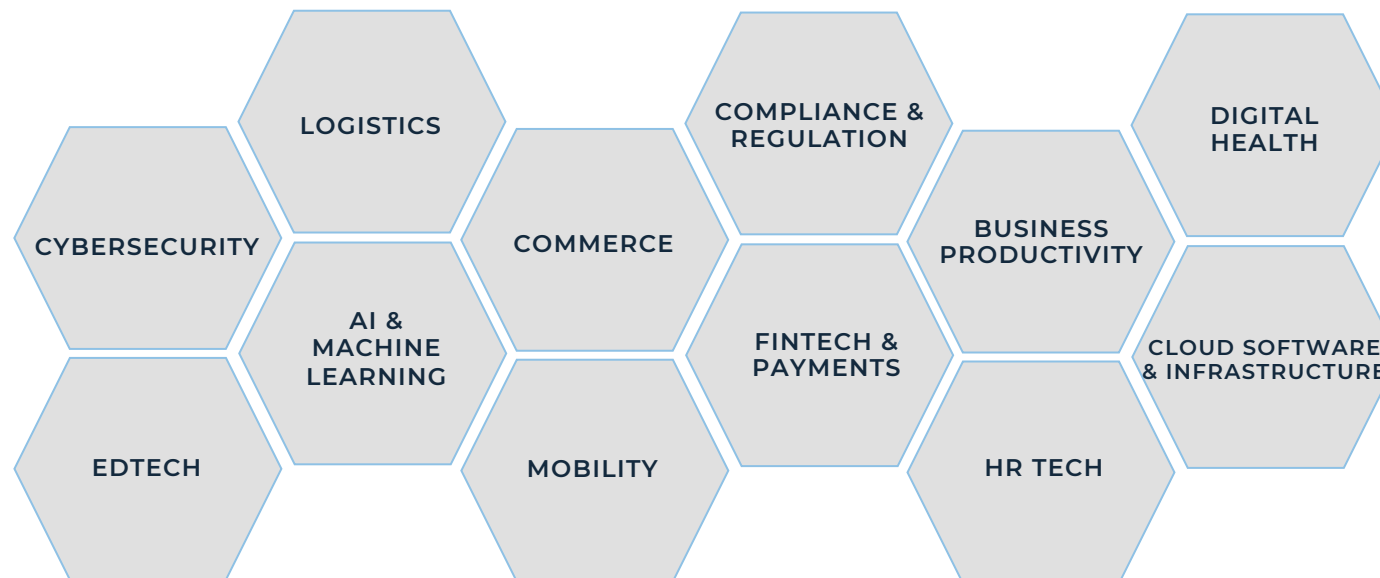 LOGISTICS
COMPLIANCE &
REGULATION
DIGITAL
HEALTH
CYBERSECURITY
COMMERCE
BUSINESS
PRODUCTIVITY
AI &
MACHINE
LEARNING
FINTECH &
PAYMENTS
CLOUD SOFTWARE
& INFRASTRUCTURE
EDTECH
MOBILITY
HR TECH